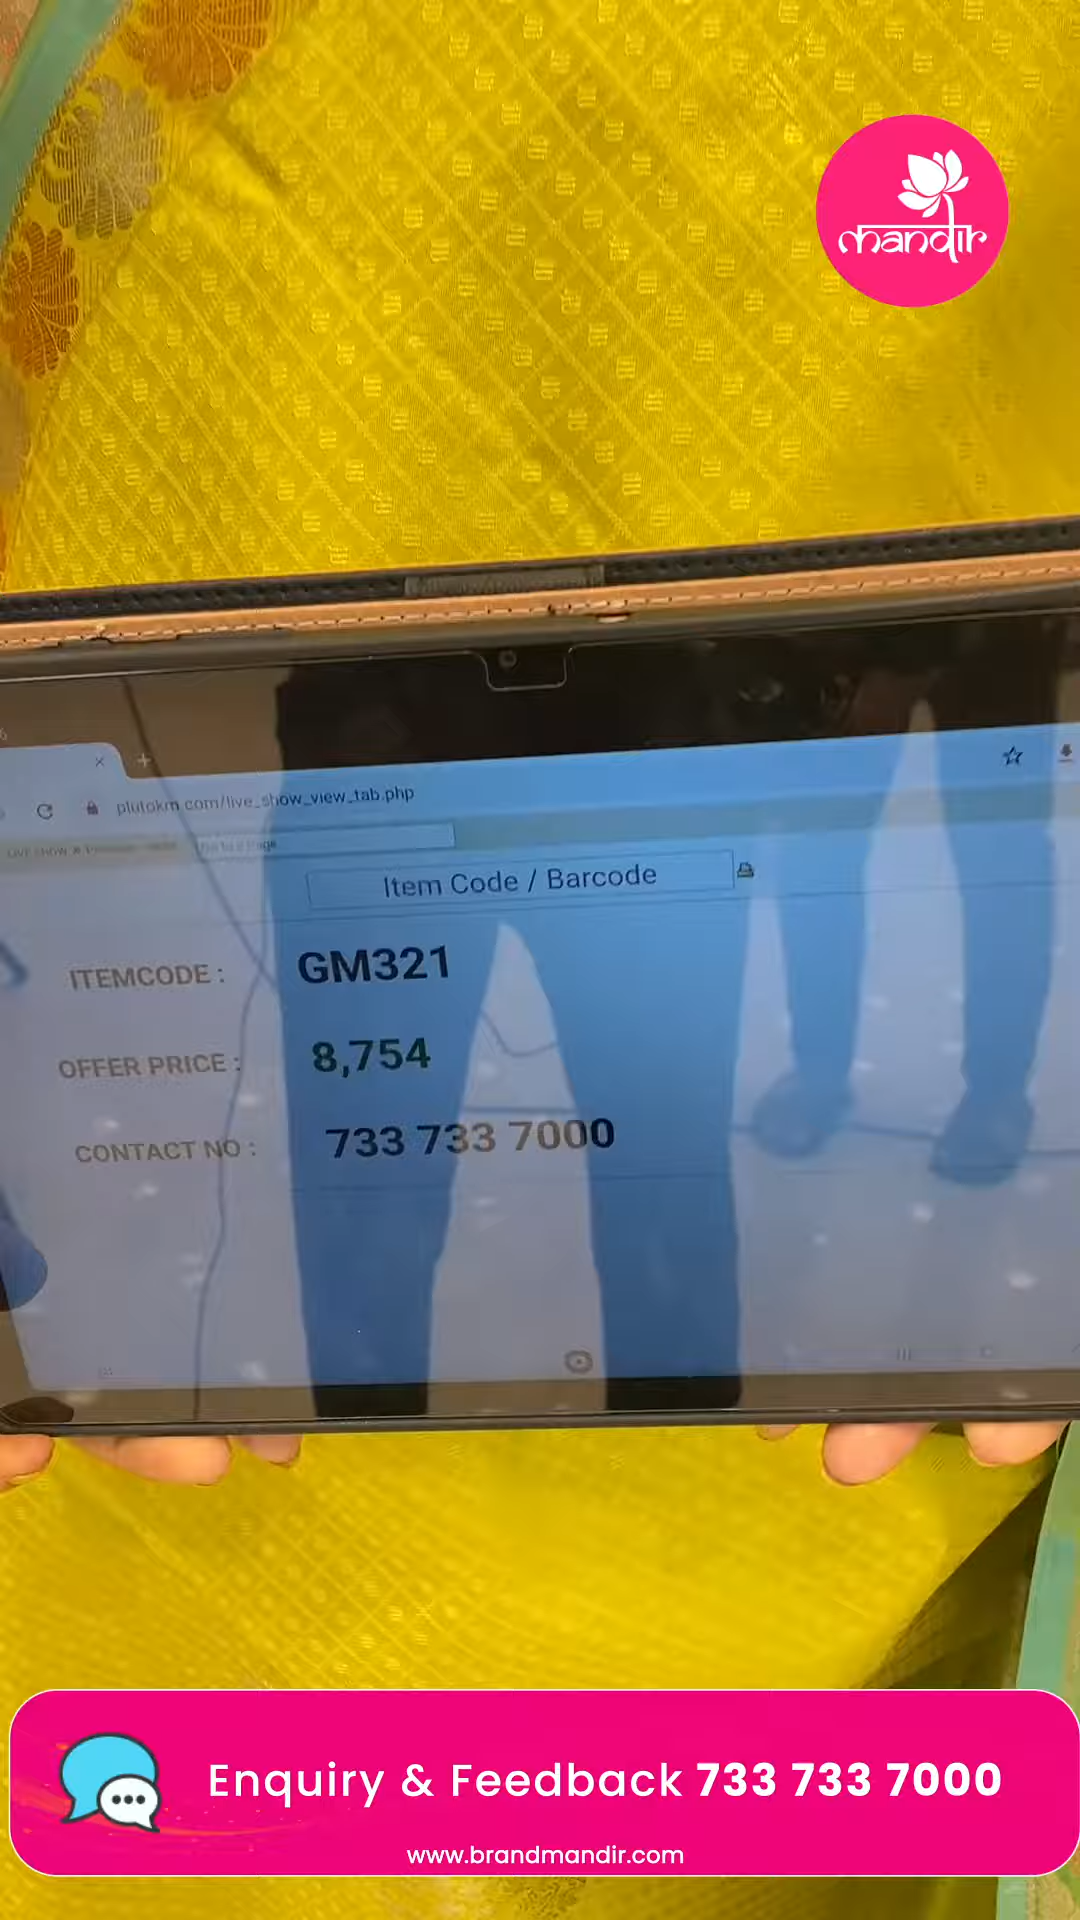 mandir
plutokm.com/live_show_view_tab.php
Item Code / Barcode
ITEMCODE : GM321
OFFER PRICE : 8,754
CONTACT NO : 733 733 7000
Enquiry & Feedback 733 733 7000
www.brandmandir.com